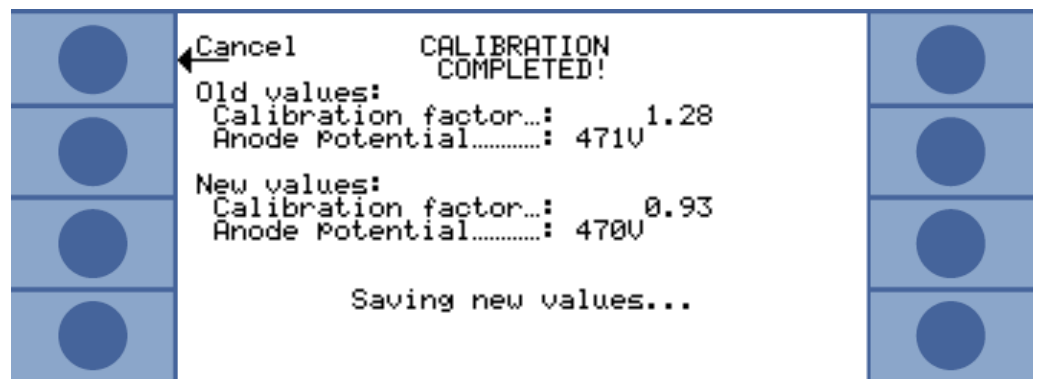 Cancel CALIBRATION
COMPLETED!
Old values:
Calibration factor…: 1.28
Anode Potential…………: 471V
New values:
Calibration factor…: 0.93
Anode Potential…………: 470V
Saving new values...